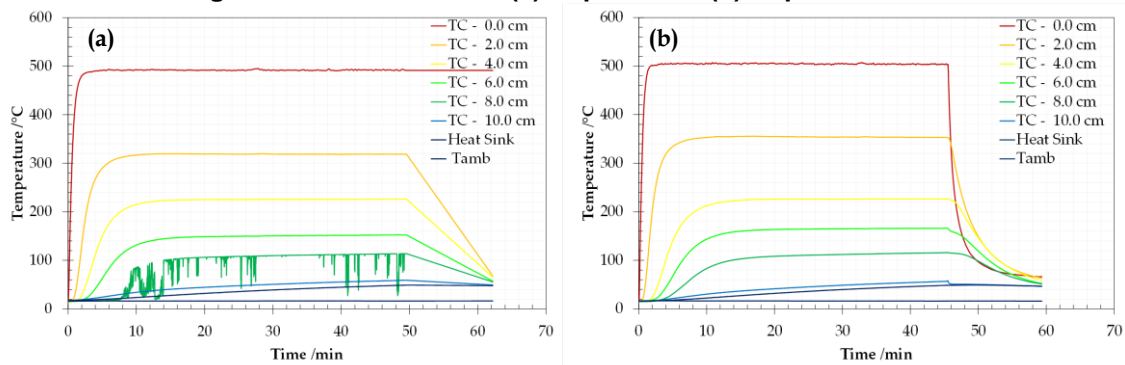 (a)
TC - 0.0 cm
TC - 2.0 cm
TC - 4.0 cm
TC - 6.0 cm
TC - 8.0 cm
TC - 10.0 cm
Heat Sink
Tamb
Temperature /°C
600
500
400
300
200
100
0
0 10 20 30 40 50 60 70
Time /min
(b)
TC - 0.0 cm
TC - 2.0 cm
TC - 4.0 cm
TC - 6.0 cm
TC - 8.0 cm
TC - 10.0 cm
Heat Sink
Tamb
Temperature /°C
600
500
400
300
200
100
0
0 10 20 30 40 50 60 70
Time /min